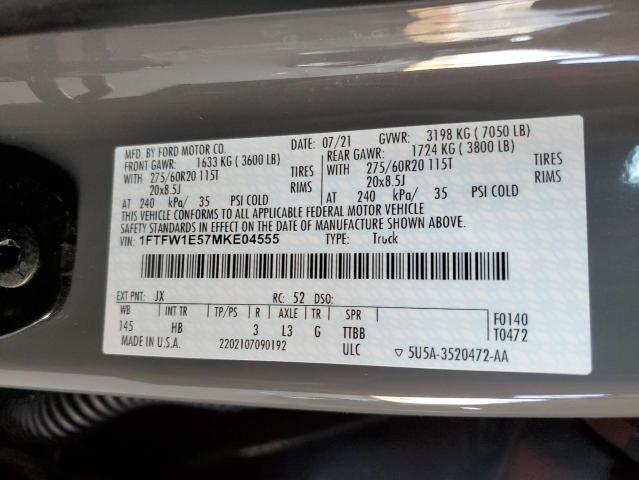 MFD. BY FORD MOTOR CO. DATE: 07/21 GVWR: 3198 KG ( 7050 LB)
FRONT GAWR: 1633 KG ( 3600 LB) REAR GAWR: 1724 KG ( 3800 LB)
WITH 275/60R20 115T TIRES WITH 275/60R20 115T TIRES
20x8.5J RIMS 20x8.5J RIMS
AT 240 kPa/ 35 PSI COLD AT 240 kPa/ 35 PSI COLD
THIS VEHICLE CONFORMS TO ALL APPLICABLE FEDERAL MOTOR VEHICLE
SAFETY STANDARDS IN EFFECT ON THE DATE OF MANUFACTURE SHOWN ABOVE.
VIN: 1FTFW1E57MKE04555 TYPE: Truck
EXT PNT: JX RC: 52 DSO:
WB INT TR TP/PS R AXLE TR SPR F0140
145 HB 3 L3 G TTBB T0472
MADE IN U.S.A. 2202107090192 ULC ▽ 5U5A-3520472-AA